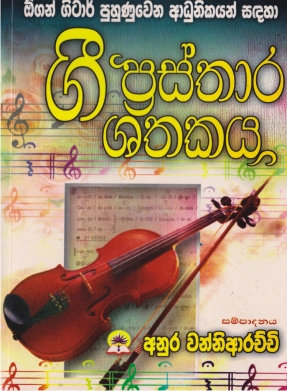 ඕගන් ගිටාර් පුහුණුවෙන ආධුනිකයන් සඳහා
ගී ප්‍රස්තාර
ශතකය
සම්පාදනය
අනුර වන්නිආරච්චි